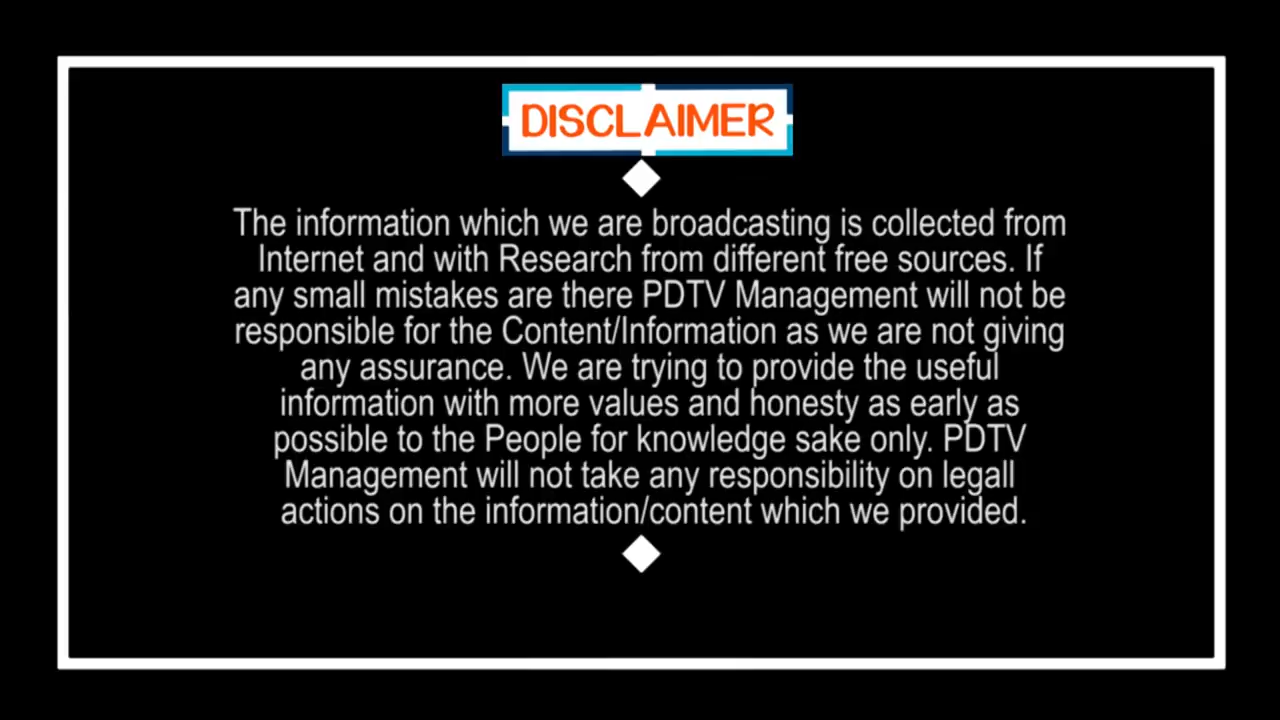 DISCLAIMER
The information which we are broadcasting is collected from
Internet and with Research from different free sources. If
any small mistakes are there PDTV Management will not be
responsible for the Content/Information as we are not giving
any assurance. We are trying to provide the useful
information with more values and honesty as early as
possible to the People for knowledge sake only. PDTV
Management will not take any responsibility on legall
actions on the information/content which we provided.